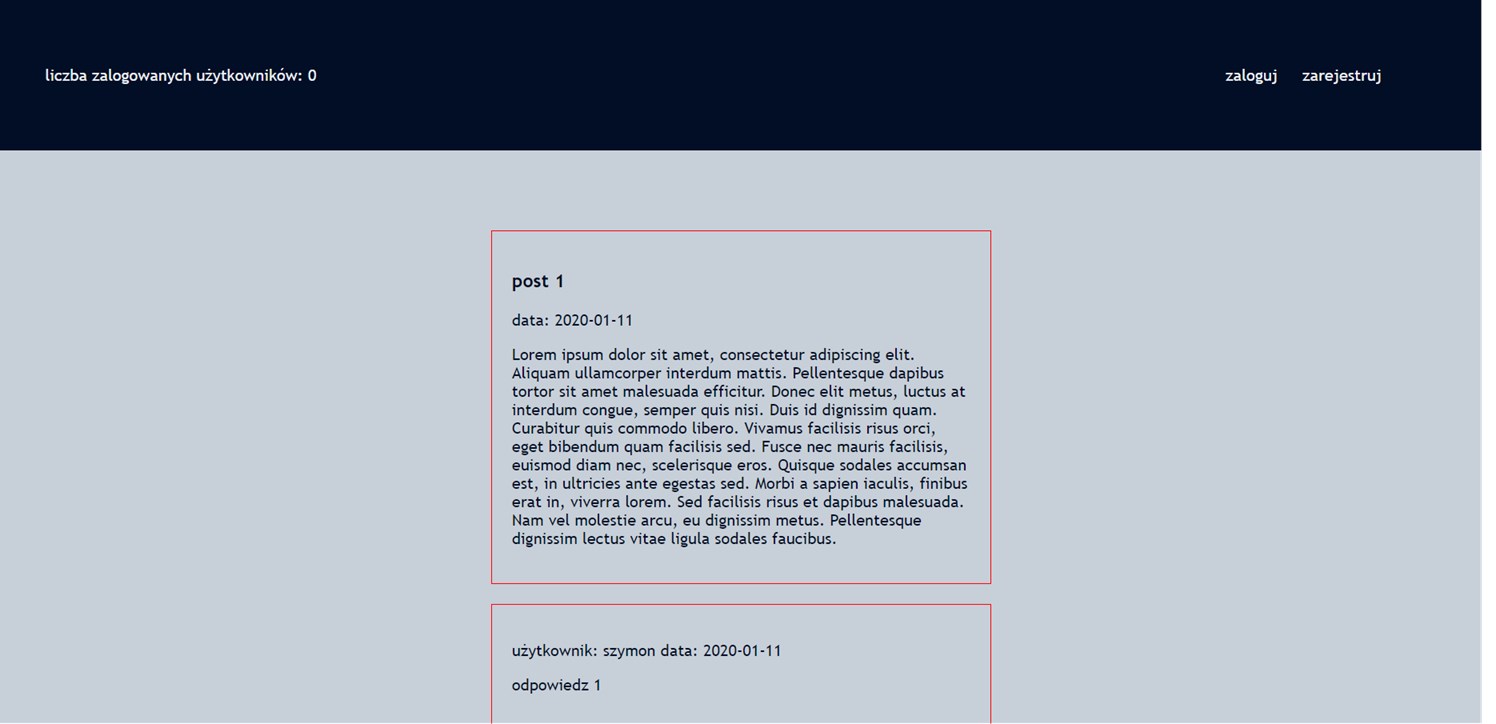 liczba zalogowanych użytkowników: 0
zaloguj zarejestruj
post 1
data: 2020-01-11
Lorem ipsum dolor sit amet, consectetur adipiscing elit.
Aliquam ullamcorper interdum mattis. Pellentesque dapibus
tortor sit amet malesuada efficitur. Donec elit metus, luctus at
interdum congue, semper quis nisi. Duis id dignissim quam.
Curabitur quis commodo libero. Vivamus facilisis risus orci,
eget bibendum quam facilisis sed. Fusce nec mauris facilisis,
euismod diam nec, scelerisque eros. Quisque sodales accumsan
est, in ultricies ante egestas sed. Morbi a sapien iaculis, finibus
erat in, viverra lorem. Sed facilisis risus et dapibus malesuada.
Nam vel molestie arcu, eu dignissim metus. Pellentesque
dignissim lectus vitae ligula sodales faucibus.
użytkownik: szymon data: 2020-01-11
odpowiedz 1